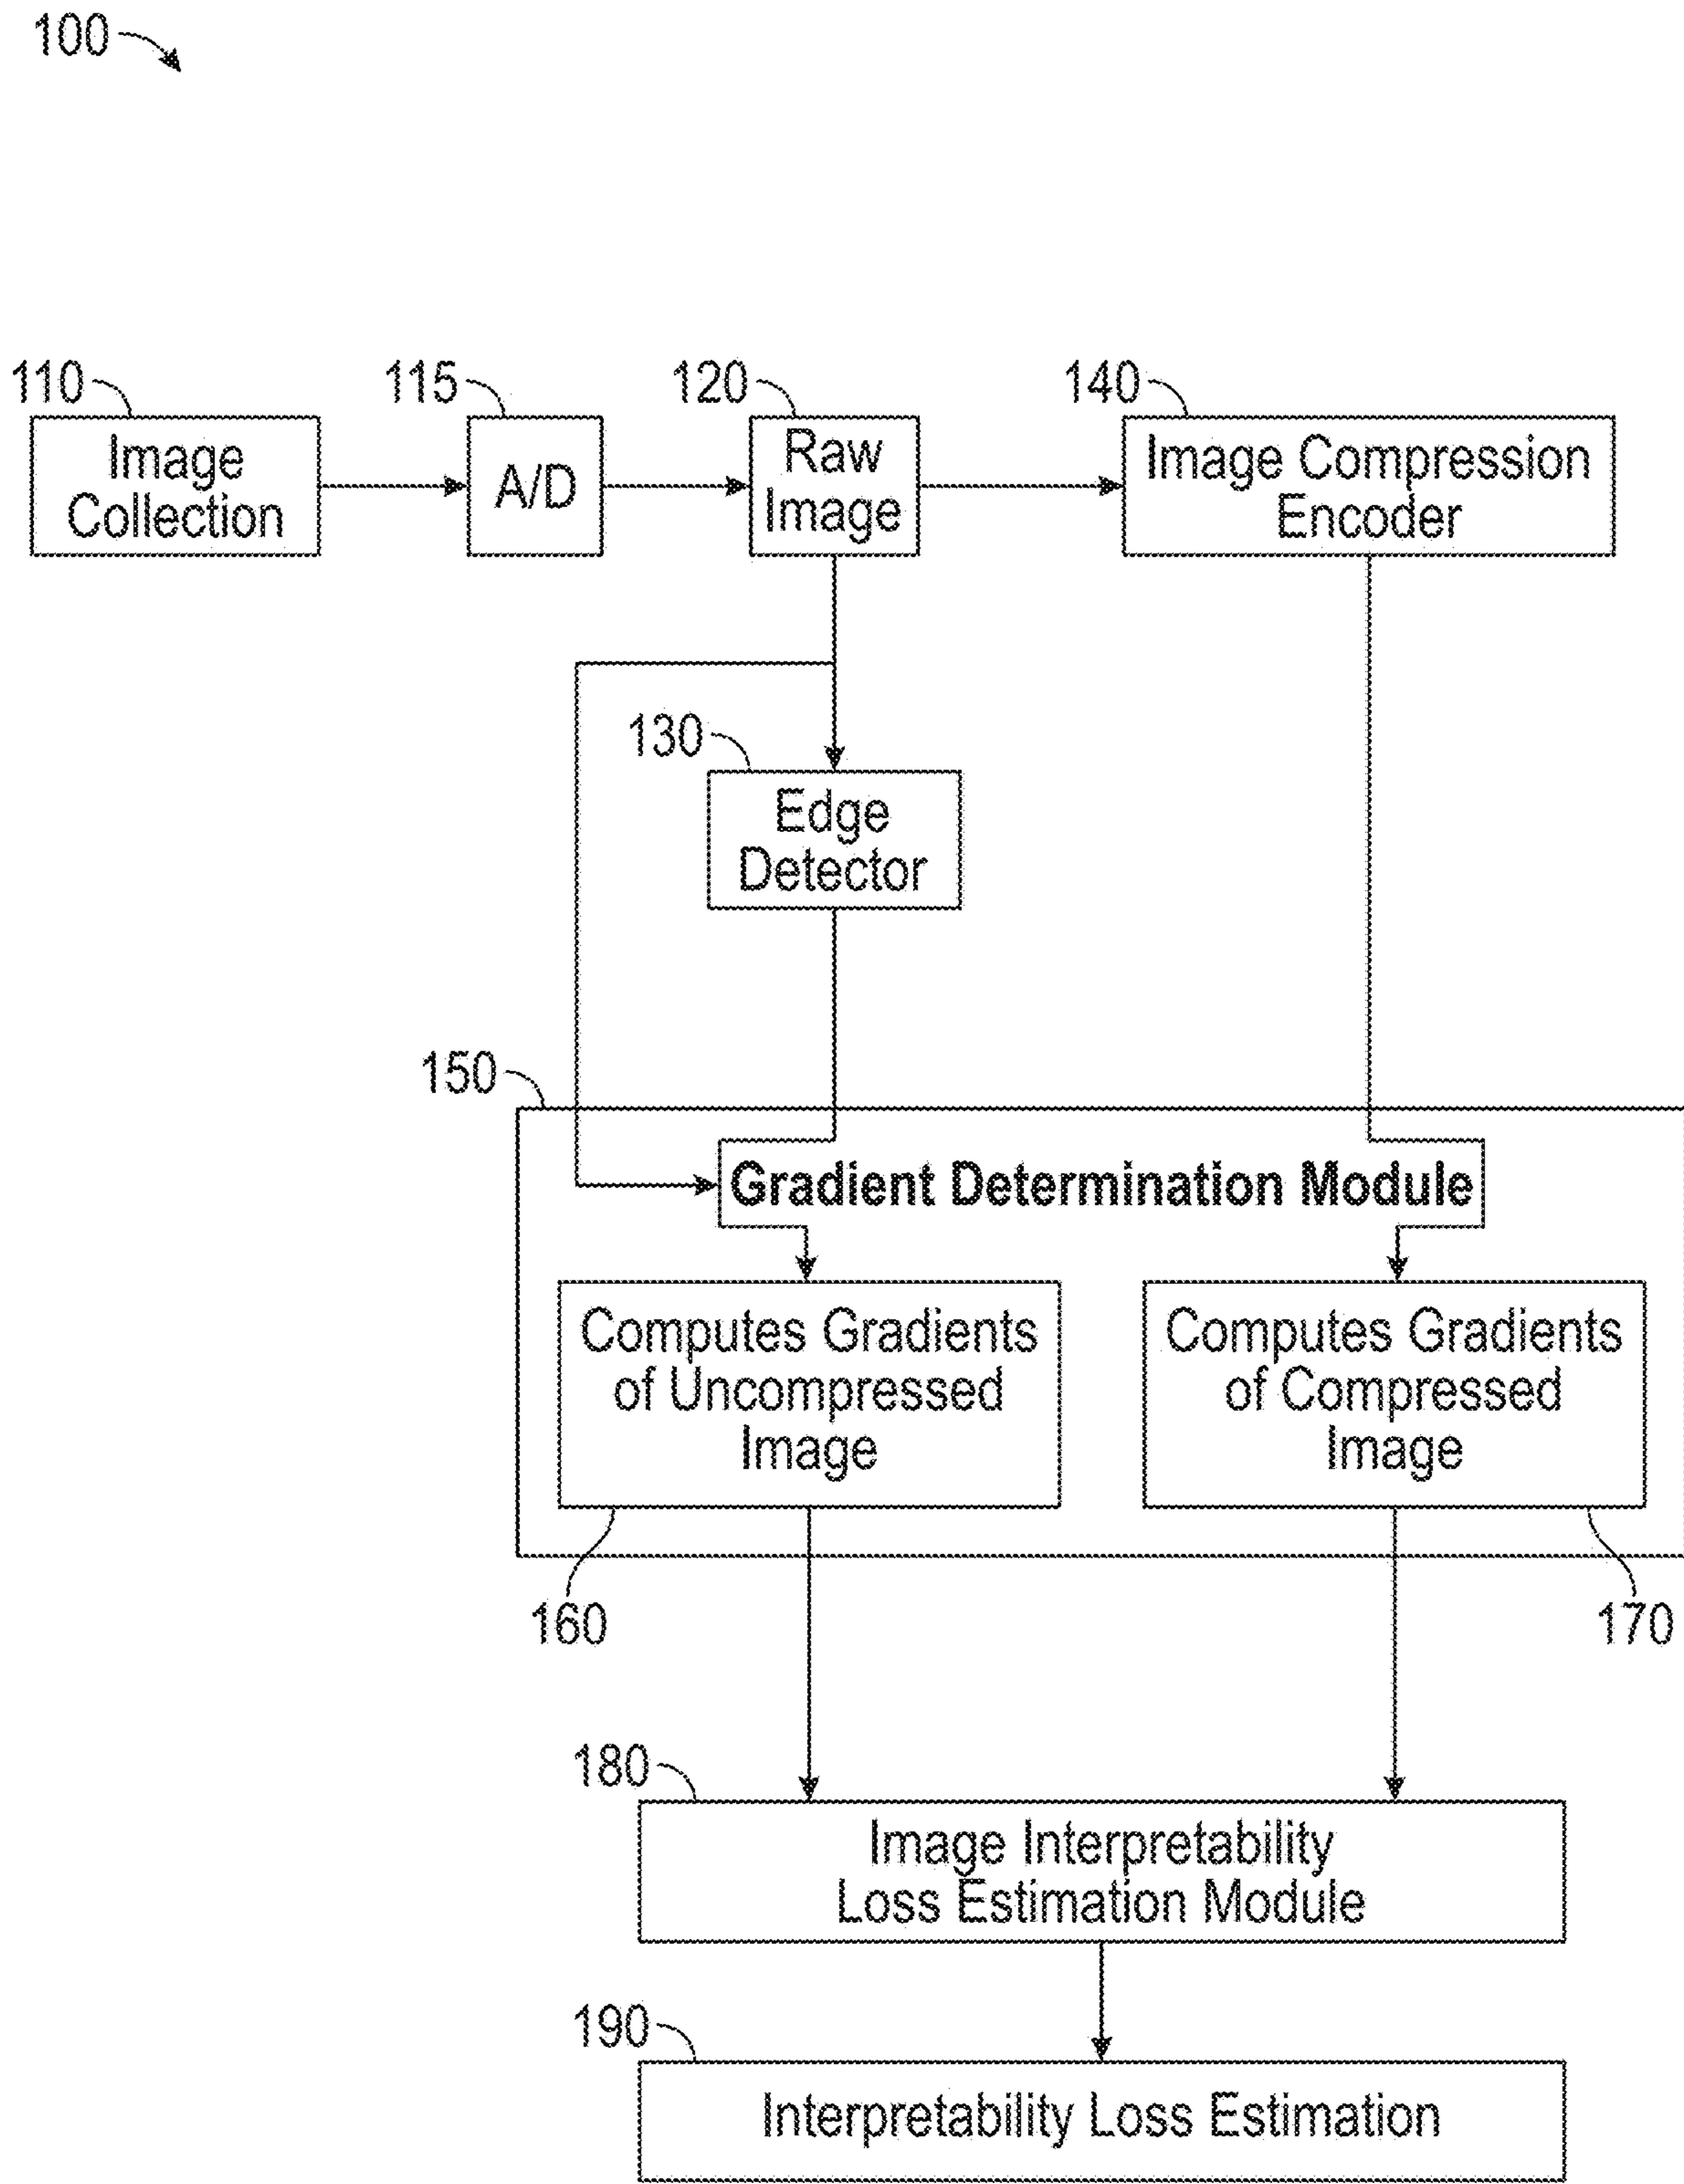 100
110
115
120
140
Image
Collection
A/D
Raw
Image
Image Compression
Encoder
130
Edge
Detector
150
Gradient Determination Module
Computes Gradients
of Uncompressed
Image
Computes Gradients
of Compressed
Image
160
170
180
Image Interpretability
Loss Estimation Module
190
Interpretability Loss Estimation